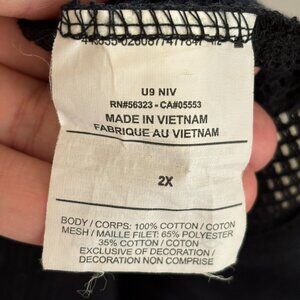 U9 NIV
RN#56323 - CA#05553
MADE IN VIETNAM
FABRIQUE AU VIETNAM
2X
BODY / CORPS: 100% COTTON / COTON
MESH / MAILLE FILET: 65% POLYESTER
35% COTTON / COTON
EXCLUSIVE OF DECORATION /
DECORATION NON COMPRISE